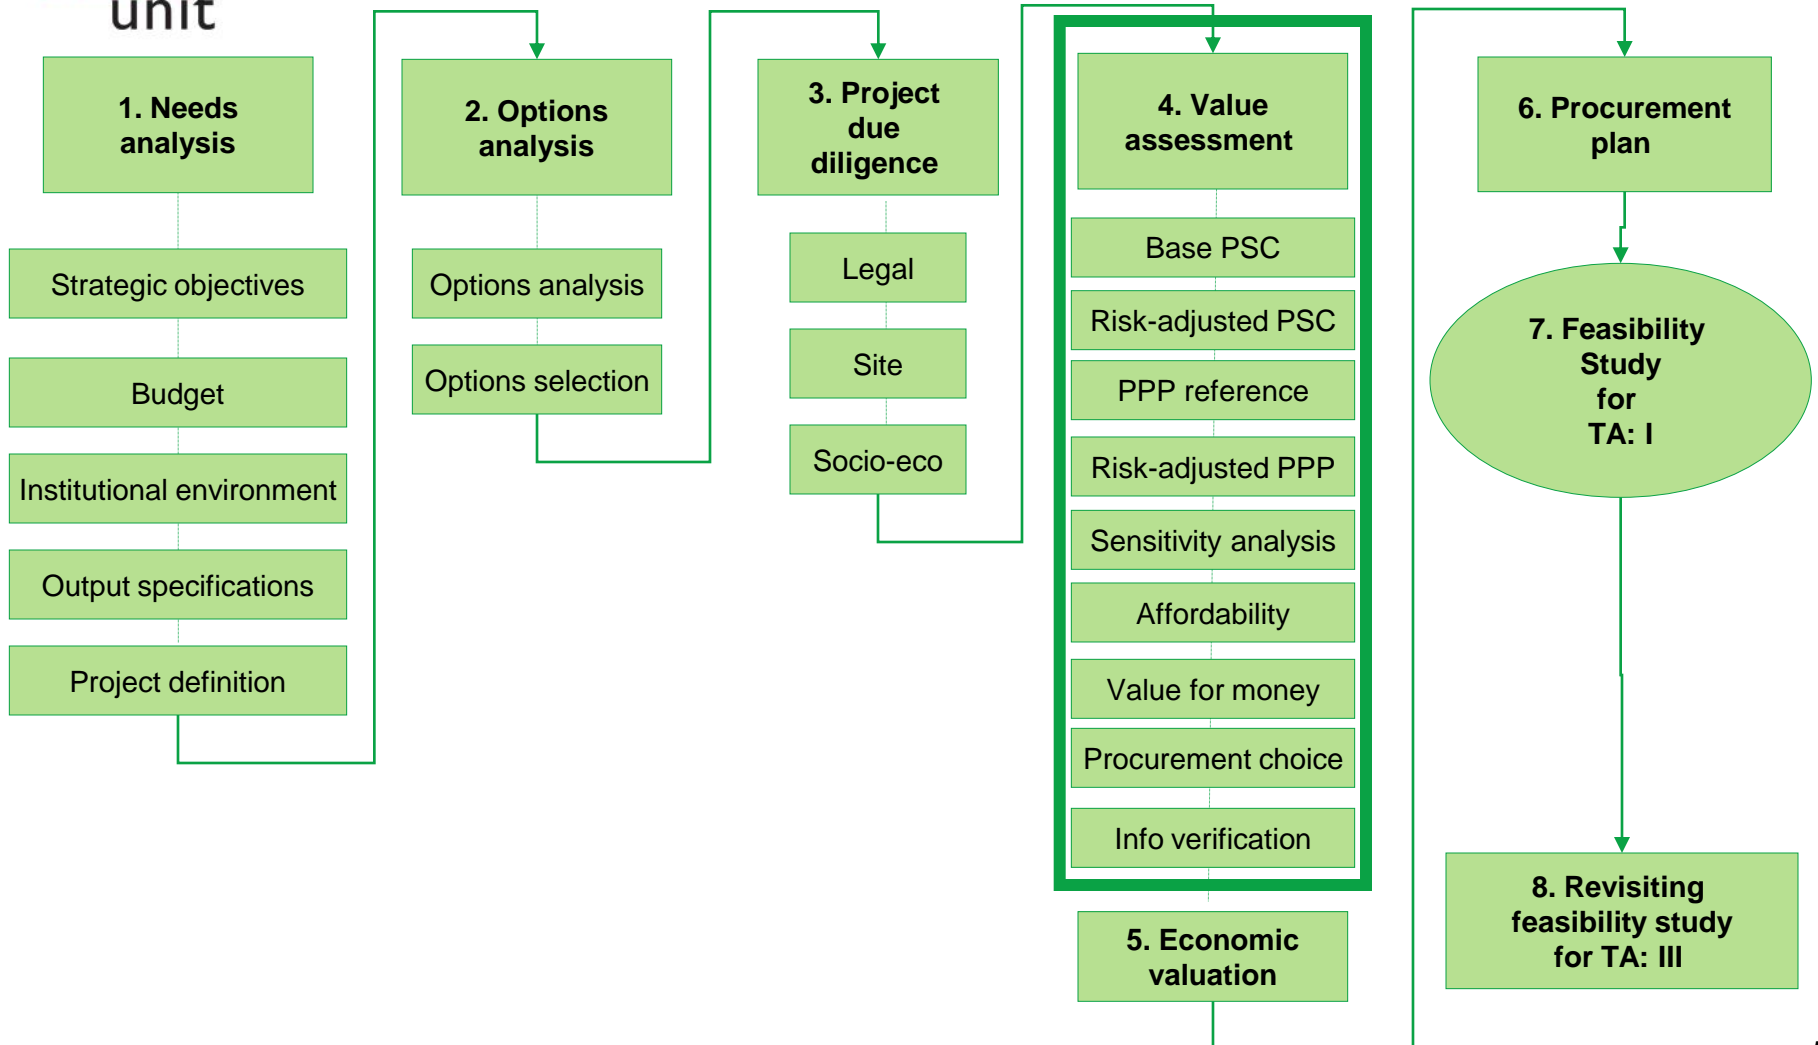 unit
1. Needs
analysis
Strategic objectives
Budget
Institutional environment
Output specifications
Project definition
2. Options
analysis
Options analysis
Options selection
3. Project
due
diligence
Legal
Site
Socio-eco
4. Value
assessment
Base PSC
Risk-adjusted PSC
PPP reference
Risk-adjusted PPP
Sensitivity analysis
Affordability
Value for money
Procurement choice
Info verification
5. Economic
valuation
6. Procurement
plan
7. Feasibility
Study
for
TA: I
8. Revisiting
feasibility study
for TA: III